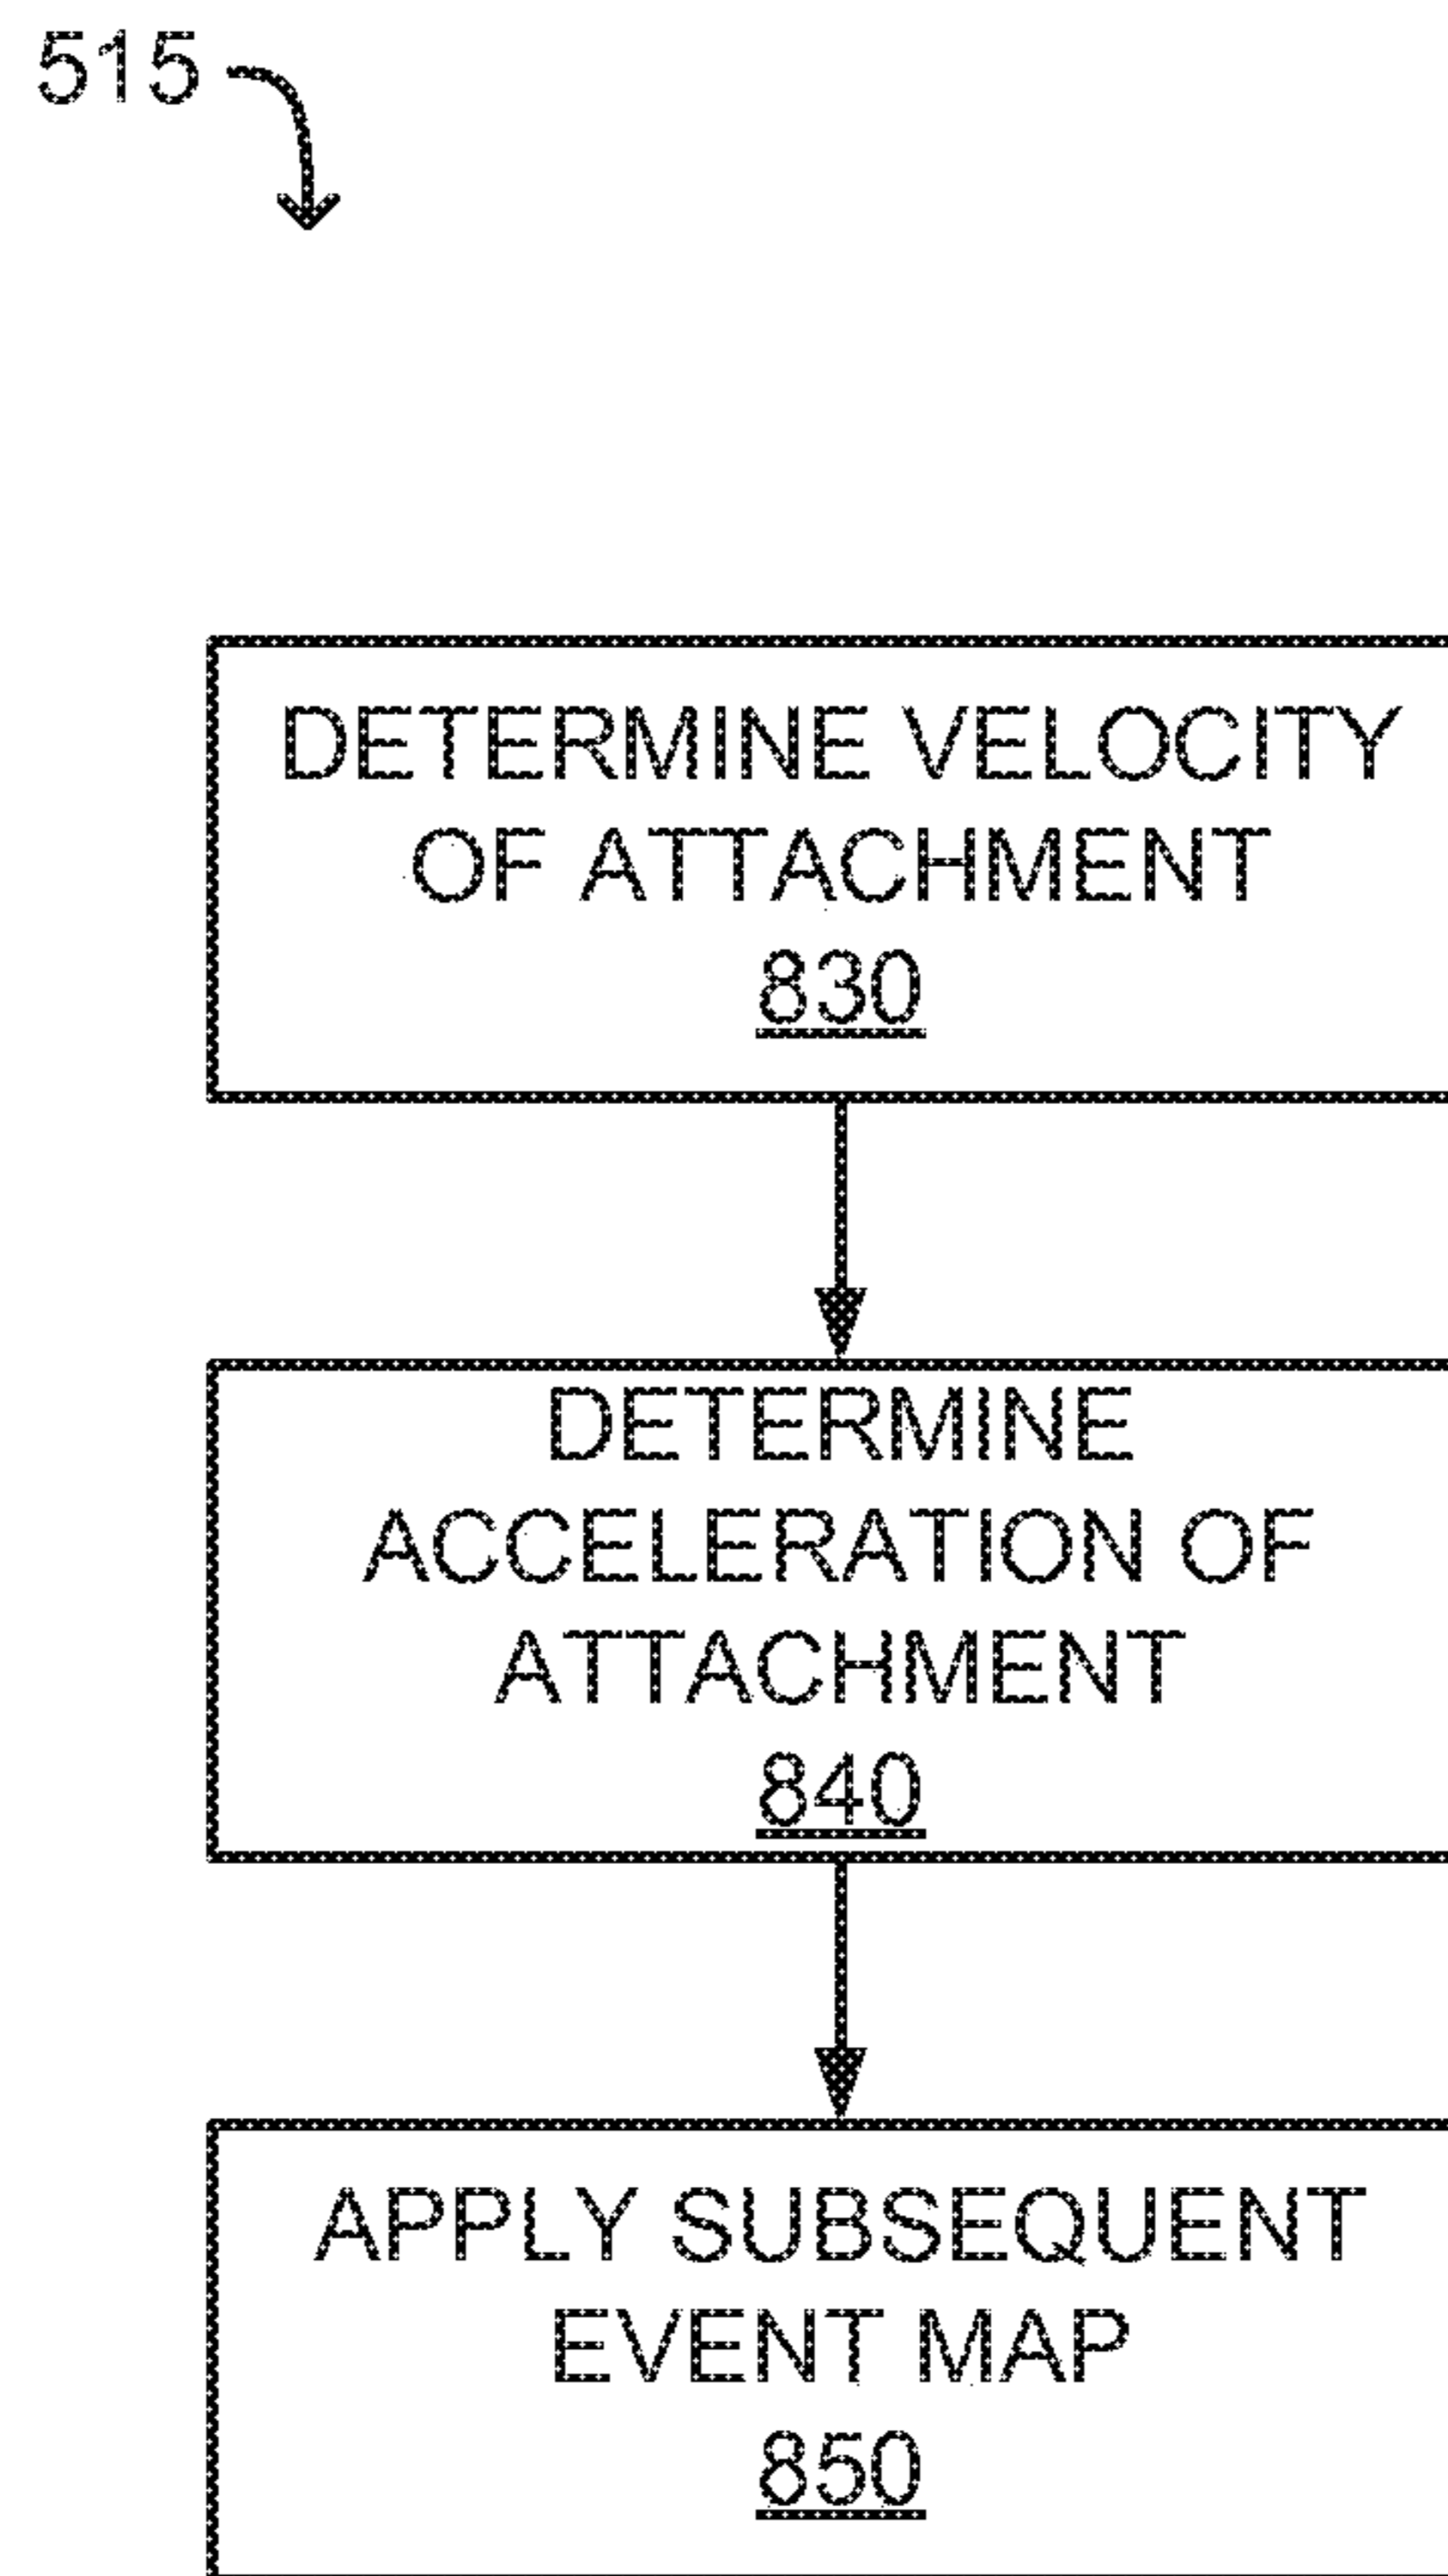 515
DETERMINE VELOCITY
OF ATTACHMENT
830
DETERMINE
ACCELERATION OF
ATTACHMENT
840
APPLY SUBSEQUENT
EVENT MAP
850